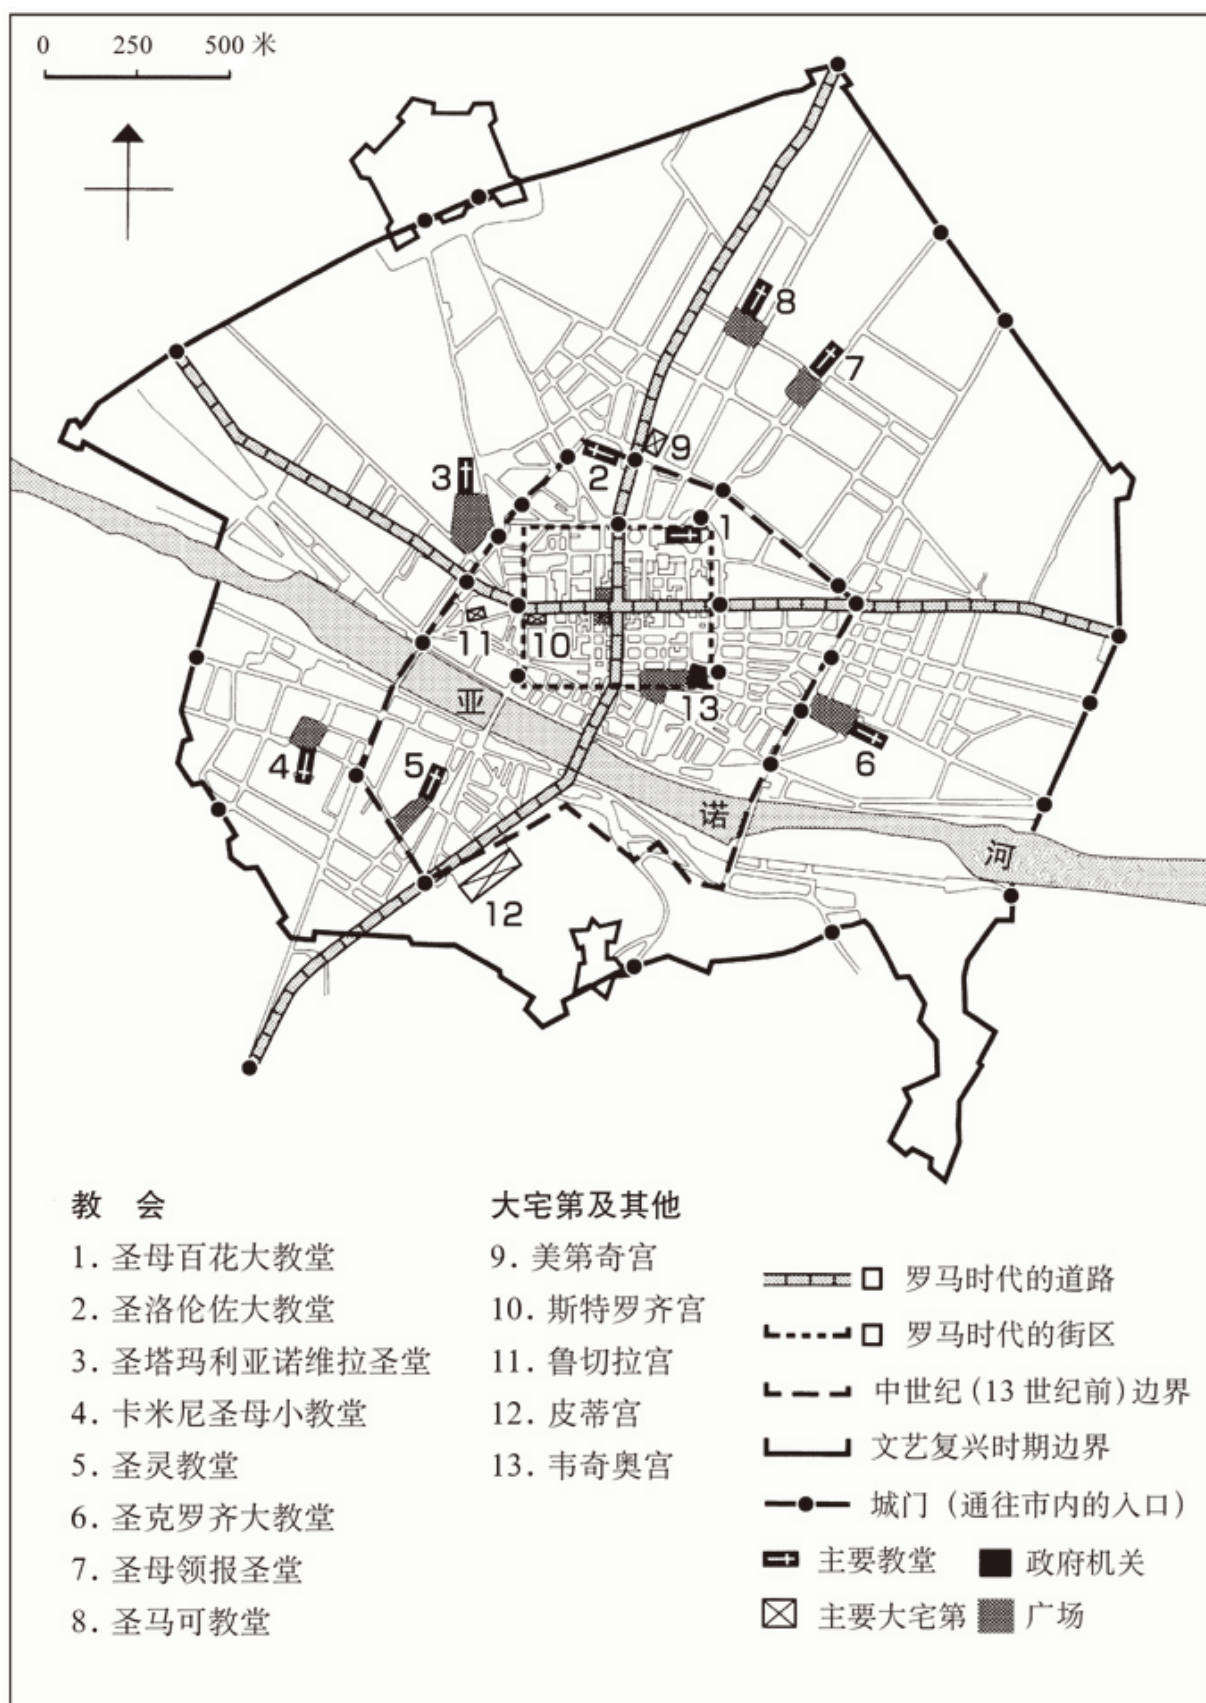 0 250 500 米
8
7
9
2
3
1
11
10
亚
13
4
5
6
诺
河
12
教 会
1. 圣母百花大教堂
2. 圣洛伦佐大教堂
3. 圣塔玛利亚诺维拉圣堂
4. 卡米尼圣母小教堂
5. 圣灵教堂
6. 圣克罗齐大教堂
7. 圣母领报圣堂
8. 圣马可教堂
大宅第及其他
9. 美第奇宫
10. 斯特罗齐宫
11. 鲁切拉宫
12. 皮蒂宫
13. 韦奇奥宫
罗马时代的道路
罗马时代的街区
中世纪（13 世纪前）边界
文艺复兴时期边界
城门（通往市内的入口）
主要教堂 政府机关
主要大宅第 广场